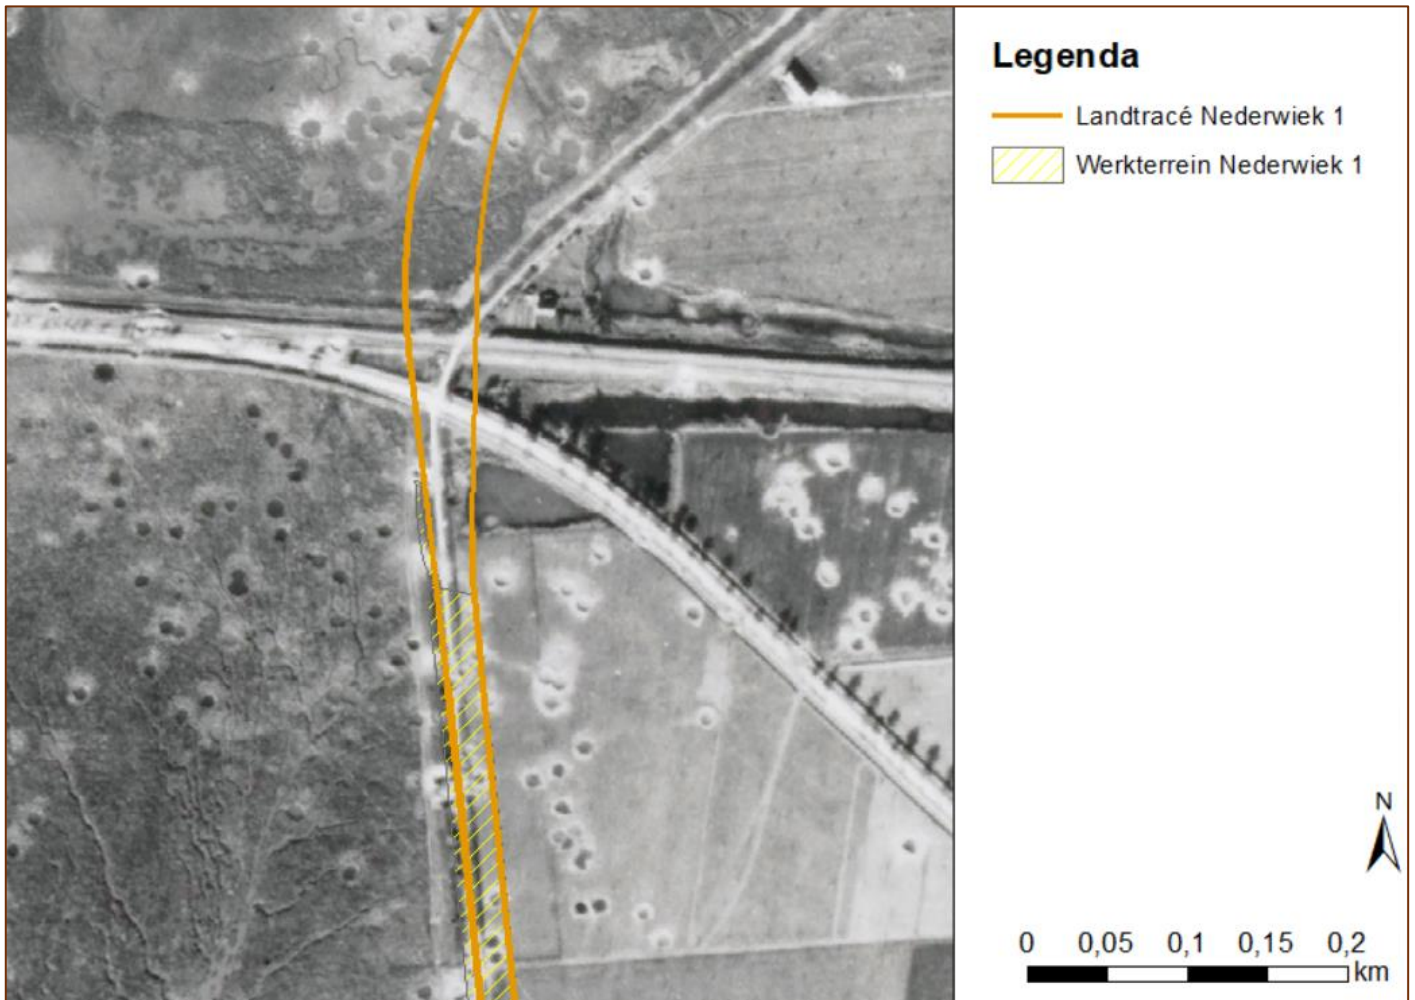 Legenda
Landtracé Nederwiek 1
Werkterrein Nederwiek 1
N
0 0,05 0,1 0,15 0,2
km